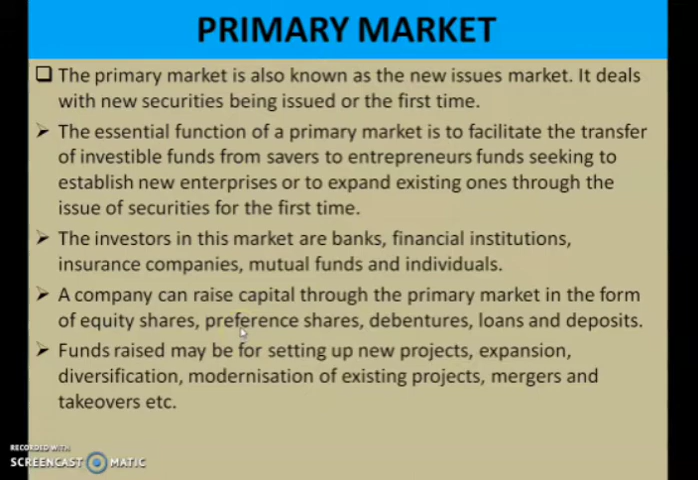 PRIMARY MARKET
The primary market is also known as the new issues market. It deals
with new securities being issued or the first time.
The essential function of a primary market is to facilitate the transfer
of investible funds from savers to entrepreneurs funds seeking to
establish new enterprises or to expand existing ones through the
issue of securities for the first time.
The investors in this market are banks, financial institutions,
insurance companies, mutual funds and individuals.
A company can raise capital through the primary market in the form
of equity shares, preference shares, debentures, loans and deposits.
Funds raised may be for setting up new projects, expansion,
diversification, modernisation of existing projects, mergers and
takeovers etc.
RECORDED WITH
SCREENCAST MATIC